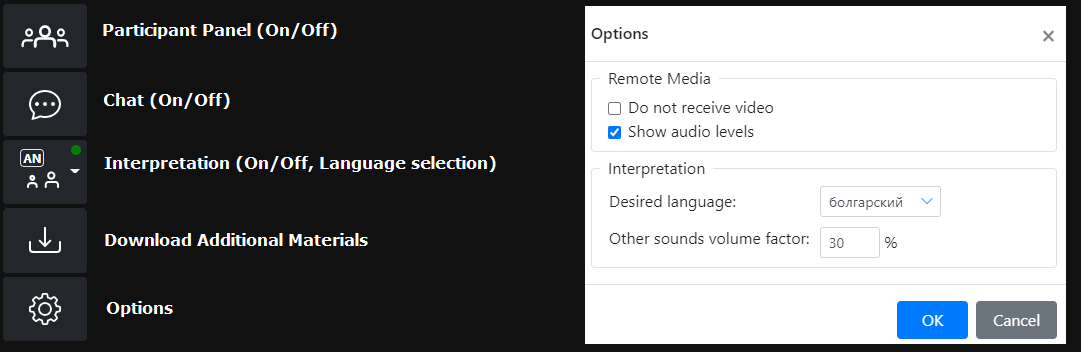 Participant Panel (On/Off)
Chat (On/Off)
AN
Interpretation (On/Off, Language selection)
Download Additional Materials
Options
Options
Remote Media
Do not receive video
Show audio levels
Interpretation
Desired language: болгарский
Other sounds volume factor: 30 %
OK Cancel